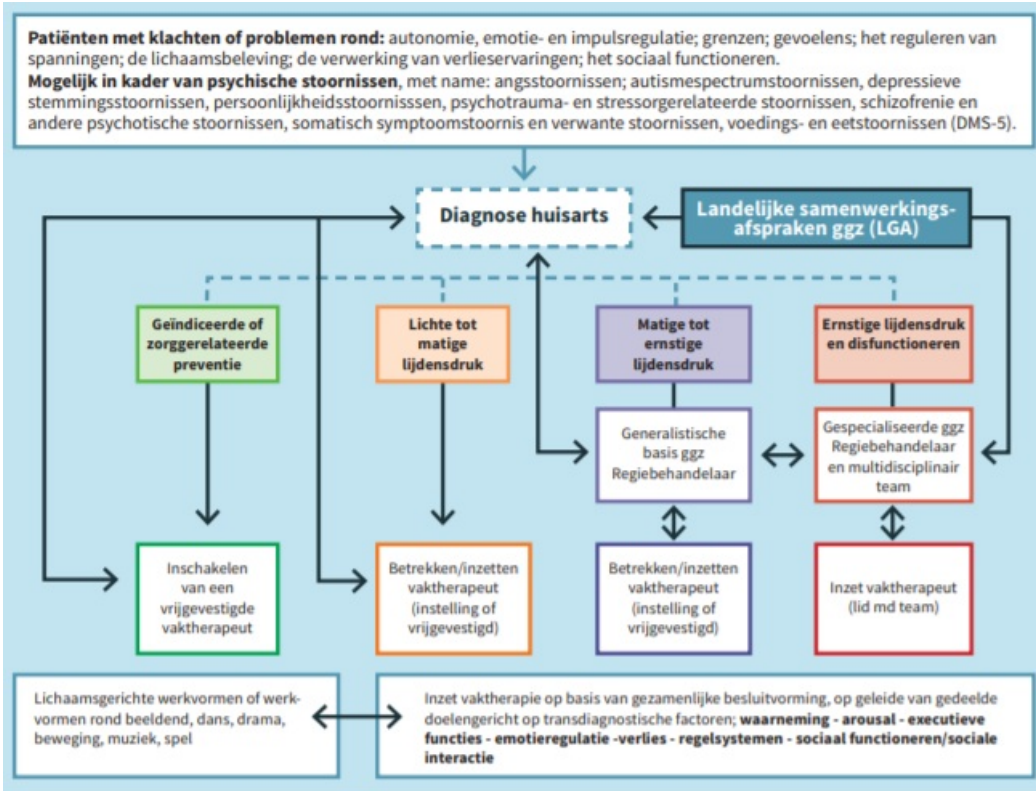 Patiënten met klachten of problemen rond: autonomie, emotie- en impulsregulatie; grenzen; gevoelens; het reguleren van
spanningen; de lichaamsbeleving; de verwerking van verlieservaringen; het sociaal functioneren.
Mogelijk in kader van psychische stoornissen, met name: angsstoornissen; autismespectrumstoornissen, depressieve
stemmingsstoornissen, persoonlijkheidsstoornisssen, psychotrauma- en stressorgerelateerde stoornissen, schizofrenie en
andere psychotische stoornissen, somatisch symptoomstoornis en verwante stoornissen, voedings- en eetstoornissen (DMS-5).
Diagnose huisarts
Landelijke samenwerkings-
afspraken ggz (LGA)
Geïndiceerde of
zorggerelateerde
preventie
Lichte tot
matige
lijdensdruk
Matige tot
ernstige
lijdensdruk
Ernstige lijdensdruk
en disfunctioneren
Generalistische
basis ggz
Regiebehandelaar
Gespecialiseerde ggz
Regiebehandelaar
en multidisciplinair
team
Inschakelen
van een
vrijgevestigde
vaktherapeut
Betrekken/inzetten
vaktherapeut
(instelling of
vrijgevestigd)
Betrekken/inzetten
vaktherapeut
(instelling of
vrijgevestigd)
Inzet vaktherapeut
(lid md team)
Lichaamsgerichte werkvormen of werk-
vormen rond beeldend, dans, drama,
beweging, muziek, spel
Inzet vaktherapie op basis van gezamenlijke besluitvorming, op geleide van gedeelde
doelengericht op transdiagnostische factoren; waarneming - arousal - executieve
functies - emotieregulatie -verlies - regelsystemen - sociaal functioneren/sociale
interactie